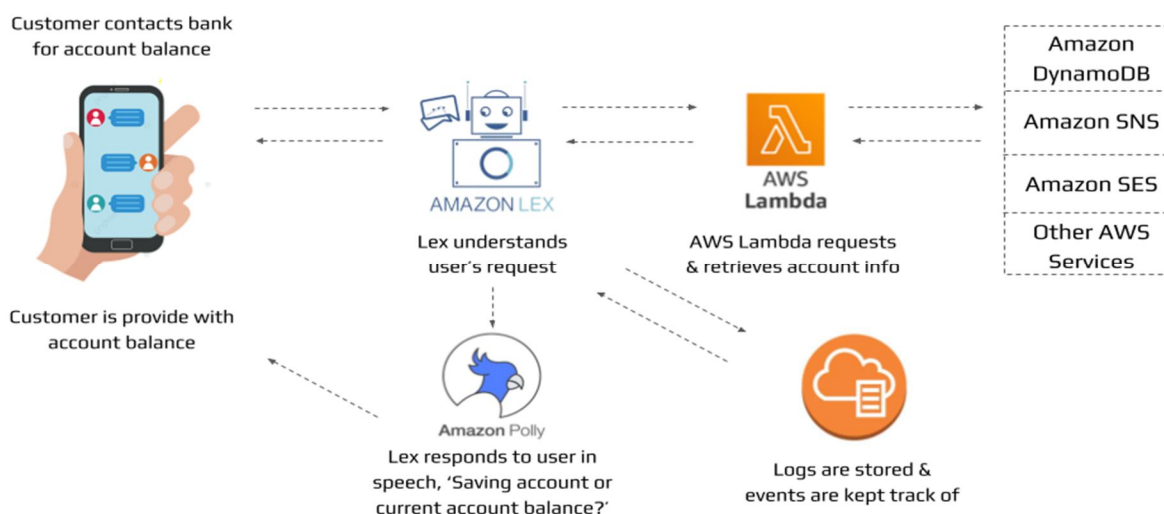 Customer contacts bank
for account balance
AMAZON LEX
Lex understands
user's request
AWS
Lambda
AWS Lambda requests
& retrieves account info
Amazon
DynamoDB
Amazon SNS
Amazon SES
Other AWS
Services
Customer is provide with
account balance
Amazon Polly
Lex responds to user in
speech, 'Saving account or
current account balance?'
Logs are stored &
events are kept track of